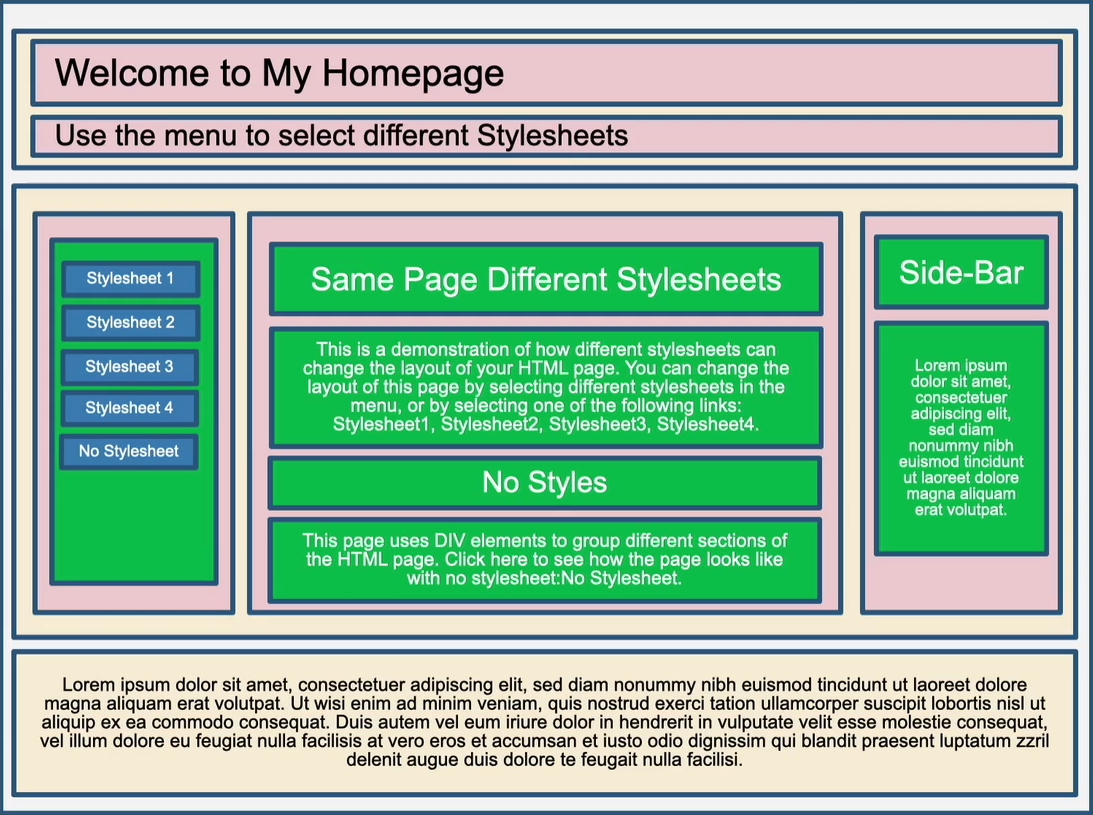 Welcome to My Homepage
Use the menu to select different Stylesheets
Stylesheet 1
Stylesheet 2
Stylesheet 3
Stylesheet 4
No Stylesheet
Same Page Different Stylesheets
This is a demonstration of how different stylesheets can
change the layout of your HTML page. You can change the
layout of this page by selecting different stylesheets in the
menu, or by selecting one of the following links:
Stylesheet1, Stylesheet2, Stylesheet3, Stylesheet4.
No Styles
This page uses DIV elements to group different sections of
the HTML page. Click here to see how the page looks like
with no stylesheet:No Stylesheet.
Side-Bar
Lorem ipsum
dolor sit amet,
consectetuer
adipiscing elit,
sed diam
nonummy nibh
euismod tincidunt
ut laoreet dolore
magna aliquam
erat volutpat.
Lorem ipsum dolor sit amet, consectetuer adipiscing elit, sed diam nonummy nibh euismod tincidunt ut laoreet dolore
magna aliquam erat volutpat. Ut wisi enim ad minim veniam, quis nostrud exerci tation ullamcorper suscipit lobortis nisl ut
aliquip ex ea commodo consequat. Duis autem vel eum iriure dolor in hendrerit in vulputate velit esse molestie consequat,
vel illum dolore eu feugiat nulla facilisis at vero eros et accumsan et iusto odio dignissim qui blandit praesent luptatum zzril
delenit augue duis dolore te feugait nulla facilisi.